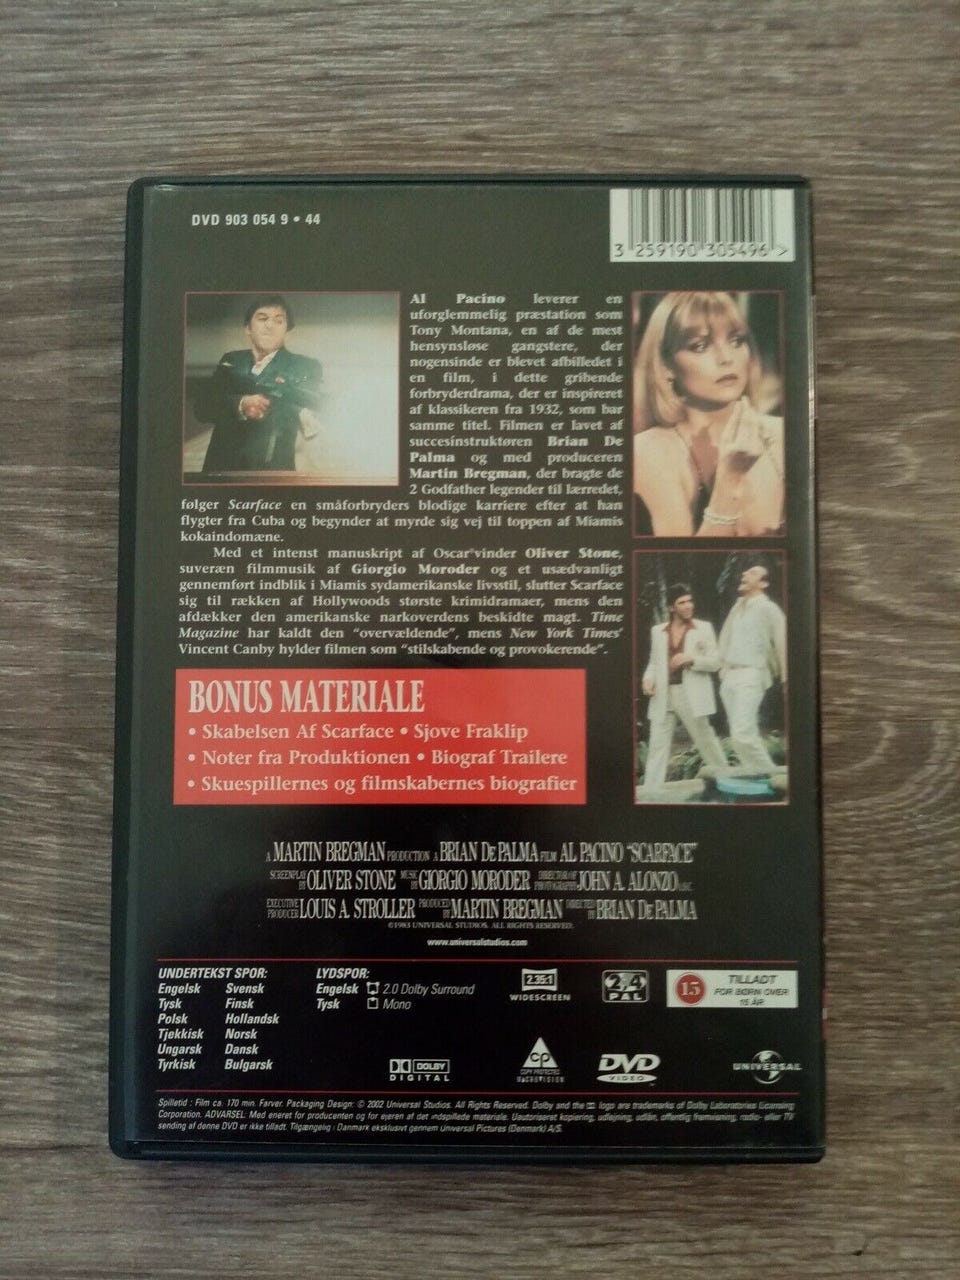 DVD 903 054 9 • 44
3 259190 305496 >
Al Pacino leverer en
uforglemmelig præstation som
Tony Montana, en af de mest
hensynsløse gangstere, der
nogensinde er blevet afbilledet i
en film, i dette gribende
forbryderdrama, der er inspireret
af klassikeren fra 1932, som bar
samme titel. Filmen er lavet af
succesinstruktøren Brian De
Palma og med produceren
Martin Bregman, der bragte de
2 Godfather legender til lærredet,
følger Scarface en småforbryders blodige karriere efter at han
flygter fra Cuba og begynder at myrde sig vej til toppen af Miamis
kokaindomæne.
Med et intenst manuskript af Oscar®vinder Oliver Stone,
suveræn filmmusik af Giorgio Moroder og et usædvanligt
gennemført indblik i Miamis sydamerikanske livsstil, slutter Scarface
sig til rækken af Hollywoods største krimidramaer, mens den
afdækker den amerikanske narkoverdens beskidte magt. Time
Magazine har kaldt den "overvældende", mens New York Times'
Vincent Canby hylder filmen som "stilskabende og provokerende".
BONUS MATERIALE
• Skabelsen Af Scarface • Sjove Fraklip
• Noter fra Produktionen • Biograf Trailere
• Skuespillernes og filmskabernes biografier
A MARTIN BREGMAN PRODUCTION A BRIAN DE PALMA FILM AL PACINO "SCARFACE"
SCREENPLAY BY OLIVER STONE MUSIC BY GIORGIO MORODER DIRECTOR OF PHOTOGRAPHY JOHN A. ALONZO A.S.C.
EXECUTIVE PRODUCER LOUIS A. STROLLER PRODUCED BY MARTIN BREGMAN DIRECTED BY BRIAN DE PALMA
©1983 UNIVERSAL STUDIOS. ALL RIGHTS RESERVED.
www.universalstudios.com
UNDERTEKST SPOR:
Engelsk Svensk
Tysk Finsk
Polsk Hollandsk
Tjekkisk Norsk
Ungarsk Dansk
Tyrkisk Bulgarsk
LYDSPOR:
Engelsk 2.0 Dolby Surround
Tysk Mono
2.35:1
WIDESCREEN
2,4
PAL
15
TILLADT
FOR BØRN OVER
15 ÅR
DOLBY
DIGITAL
CP
COPY PROTECTED
MACROVISION
DVD
VIDEO
UNIVERSAL
Spilletid : Film ca. 170 min. Farver. Packaging Design: © 2002 Universal Studios. All Rights Reserved. Dolby and the logo are trademarks of Dolby Laboratories Licensing
Corporation. ADVARSEL: Med eneret for producenten og for ejeren af det indspillede materiale. Uautoriseret kopiering, udlejning, udlån, offentlig fremvisning, radio- eller TV
sending af denne DVD er ikke tilladt. Tilgængelig i Danmark eksklusivt gennem Universal Pictures (Denmark) A/S.